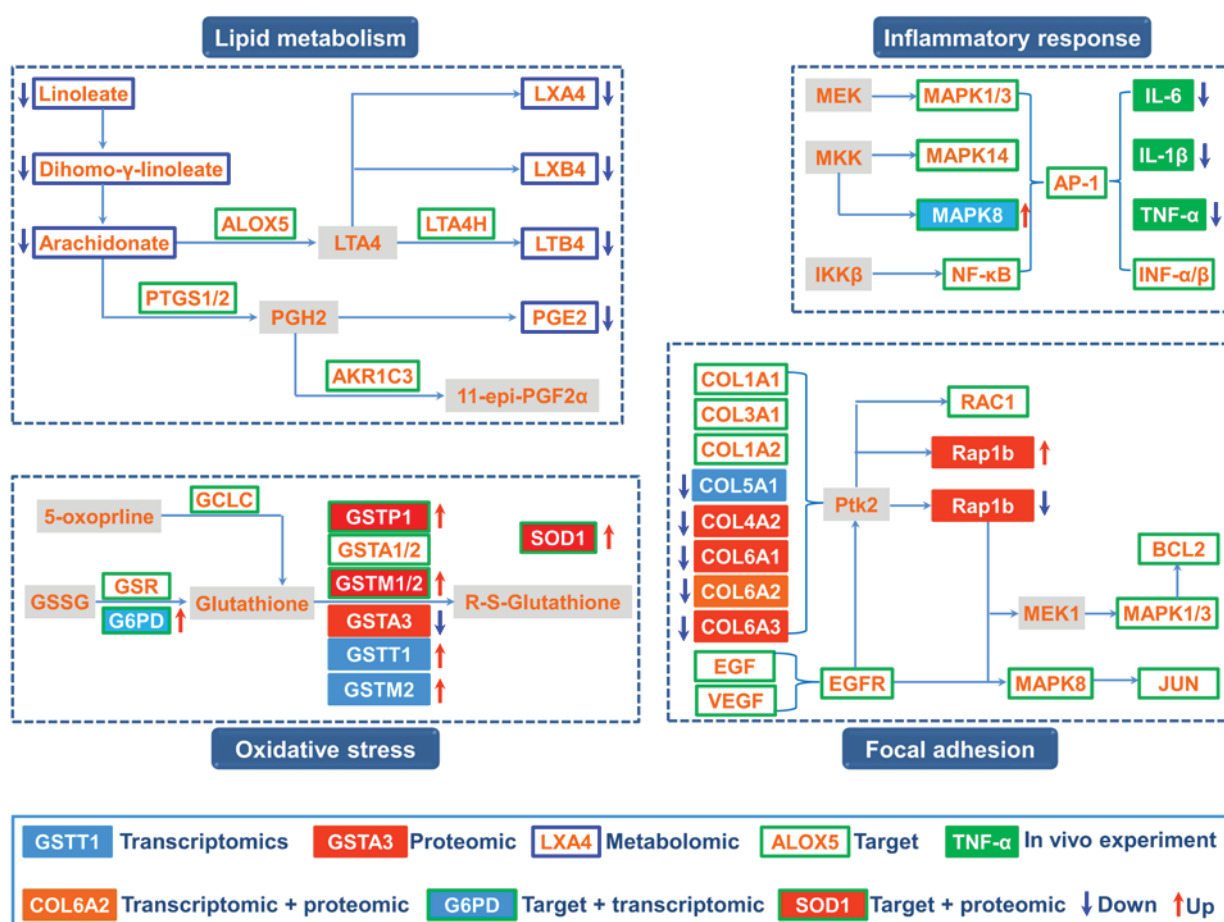 Lipid metabolism
Linoleate
Dihomo-γ-linoleate
Arachidonate
ALOX5
LTA4
LTA4H
LXA4
LXB4
LTB4
PTGS1/2
PGH2
PGE2
AKR1C3
11-epi-PGF2α
Inflammatory response
MEK
MAPK1/3
MKK
MAPK14
MAPK8
IKKβ
NF-κB
AP-1
IL-6
IL-1β
TNF-α
INF-α/β
5-oxoprline
GCLC
GSSG
GSR
G6PD
Glutathione
GSTP1
GSTA1/2
GSTM1/2
GSTA3
GSTT1
GSTM2
SOD1
R-S-Glutathione
Oxidative stress
COL1A1
COL3A1
COL1A2
COL5A1
COL4A2
COL6A1
COL6A2
COL6A3
EGF
VEGF
EGFR
Ptk2
RAC1
Rap1b
Rap1b
MEK1
MAPK1/3
BCL2
MAPK8
JUN
Focal adhesion
GSTT1 Transcriptomics GSTA3 Proteomic LXA4 Metabolomic ALOX5 Target TNF-α In vivo experiment
COL6A2 Transcriptomic + proteomic G6PD Target + transcriptomic SOD1 Target + proteomic Down Up